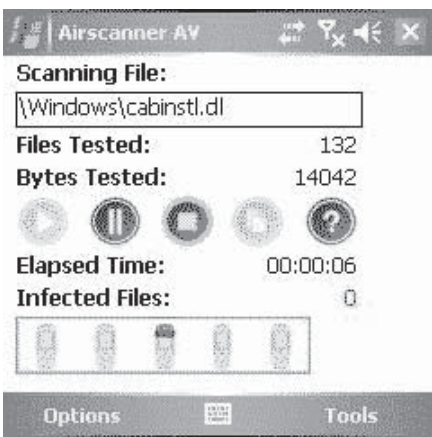 Airscanner AV
Scanning File:
\Windows\cabinstl.dl
Files Tested: 132
Bytes Tested: 14042
Elapsed Time: 00:00:06
Infected Files: 0
Options Tools